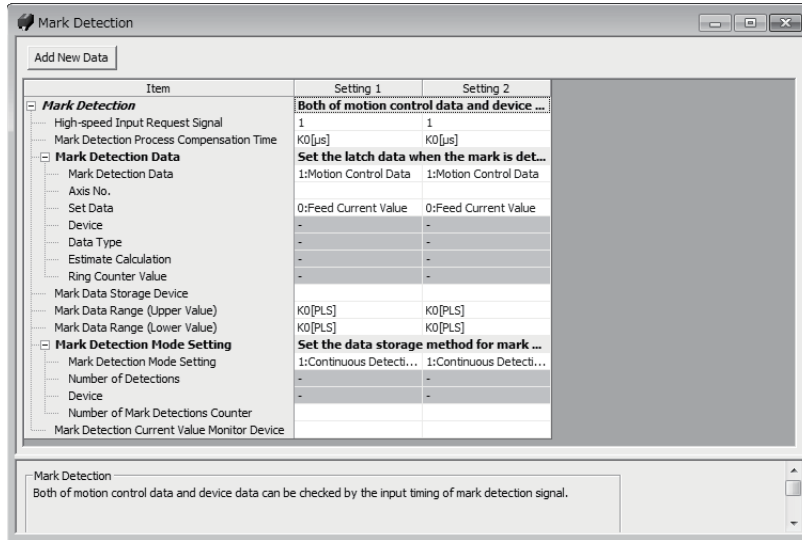 Mark Detection
Add New Data
Item Setting 1 Setting 2
Mark Detection Both of motion control data and device ...
High-speed Input Request Signal 1 1
Mark Detection Process Compensation Time K0[µs] K0[µs]
Mark Detection Data Set the latch data when the mark is det...
Mark Detection Data 1:Motion Control Data 1:Motion Control Data
Axis No.
Set Data 0:Feed Current Value 0:Feed Current Value
Device - -
Data Type - -
Estimate Calculation - -
Ring Counter Value - -
Mark Data Storage Device
Mark Data Range (Upper Value) K0[PLS] K0[PLS]
Mark Data Range (Lower Value) K0[PLS] K0[PLS]
Mark Detection Mode Setting Set the data storage method for mark ...
Mark Detection Mode Setting 1:Continuous Detecti... 1:Continuous Detecti...
Number of Detections - -
Device - -
Number of Mark Detections Counter
Mark Detection Current Value Monitor Device
Mark Detection
Both of motion control data and device data can be checked by the input timing of mark detection signal.